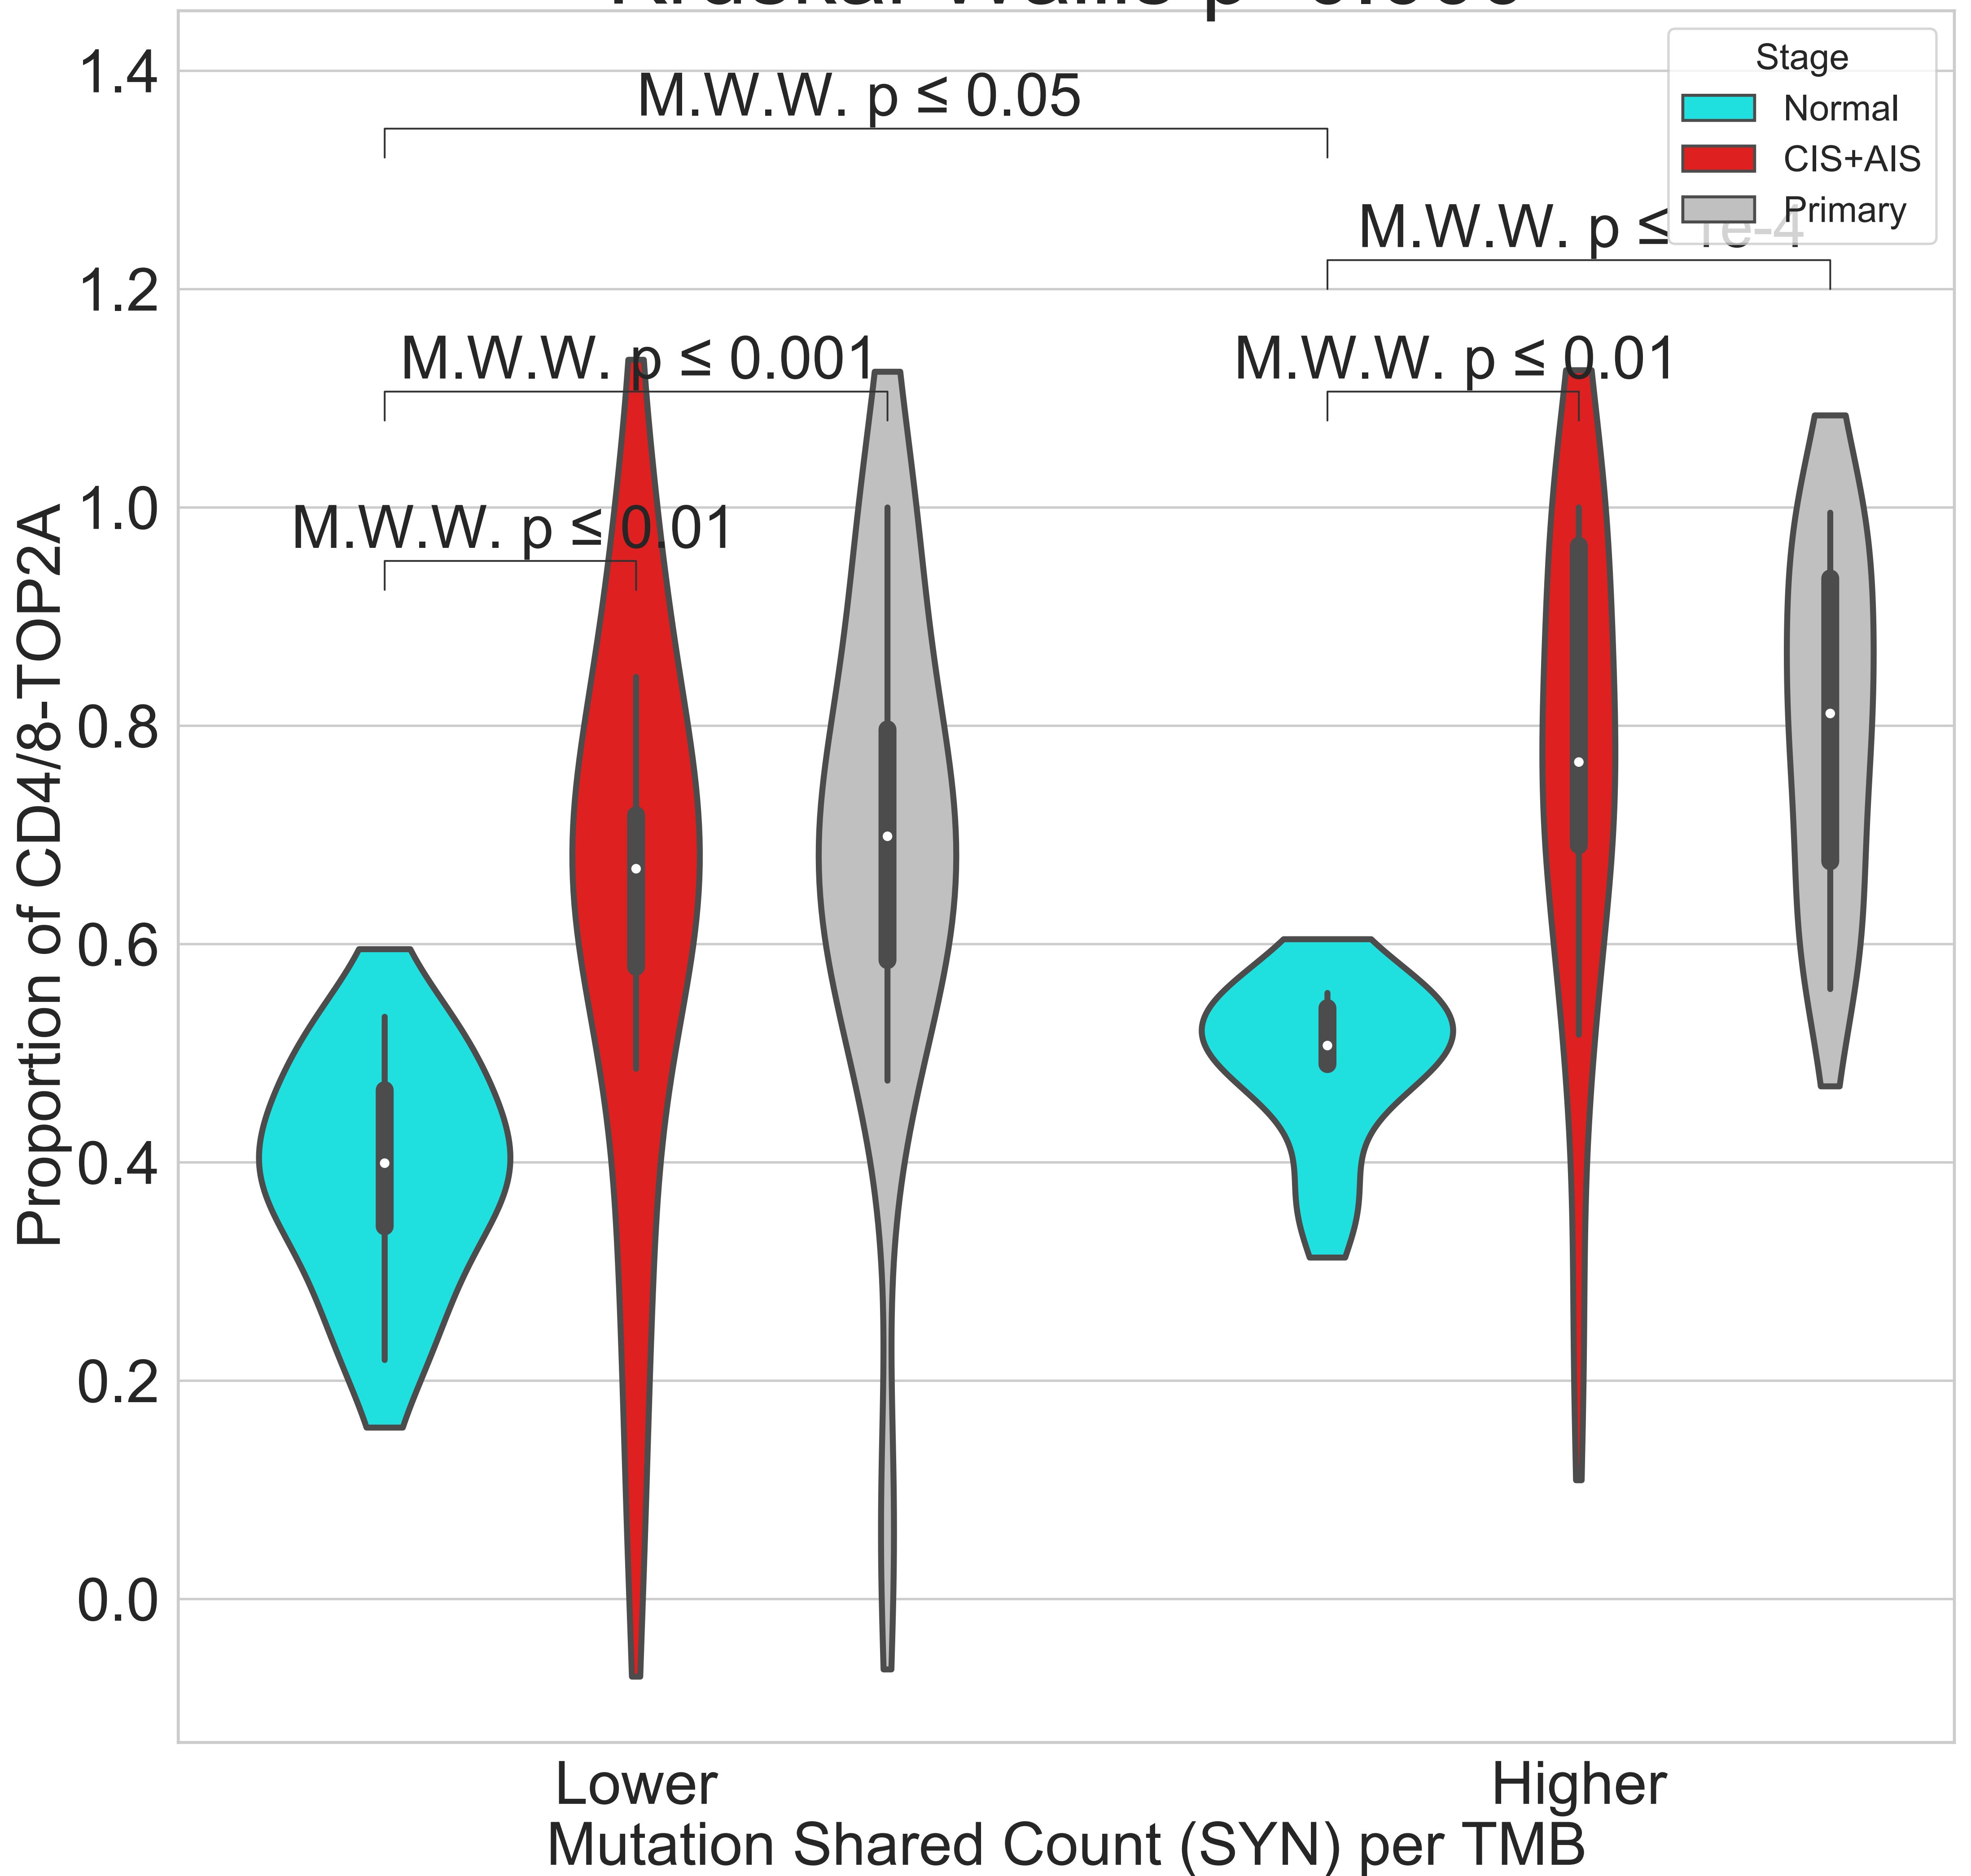 1.4
1.2
1.0
0.8
0.6
0.4
0.2
0.0
Proportion of CD4/8-TOP2A
M.W.W. p ≤ 0.05
M.W.W. p ≤ 1e-4
M.W.W. p ≤ 0.001
M.W.W. p ≤ 0.01
M.W.W. p ≤ 0.01
Stage
Normal
CIS+AIS
Primary
Lower
Higher
Mutation Shared Count (SYN) per TMB